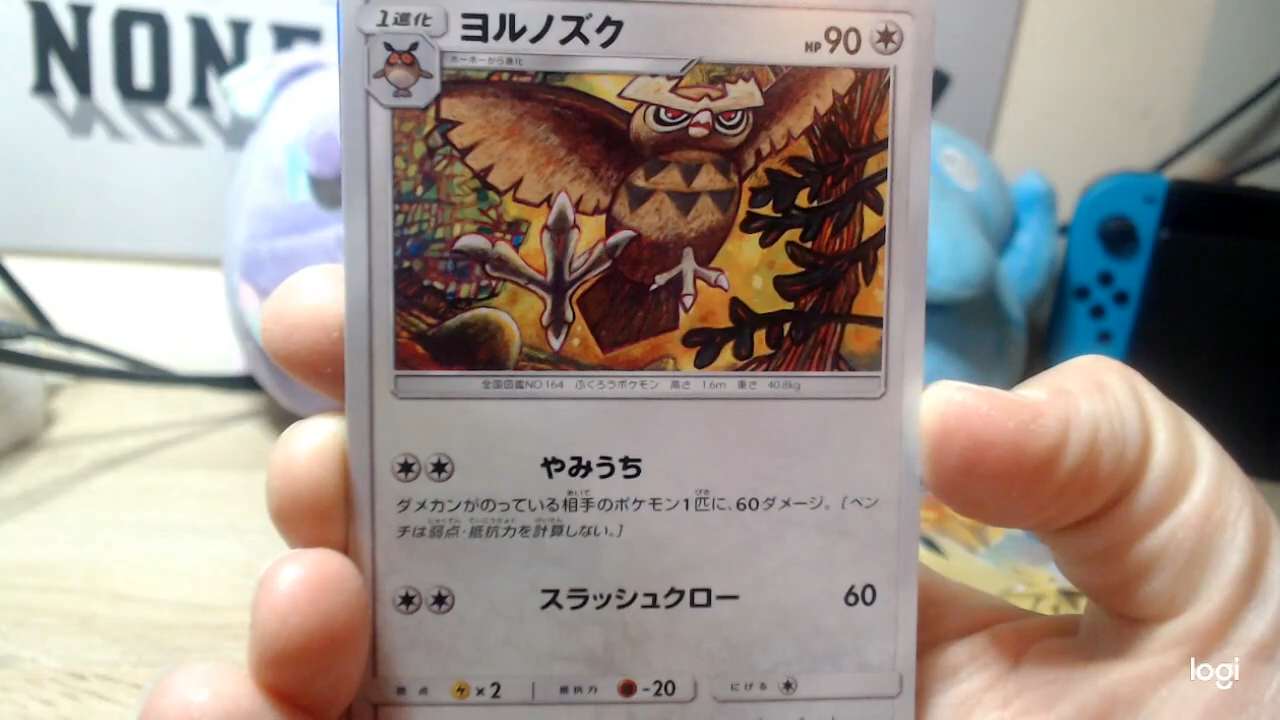 NONE
1進化
ヨルノズク
HP 90
ホーホーから進化
全国図鑑NO164 ふくろうポケモン 高さ 1.6m 重さ 40.8kg
やみうち
ダメカンがのっている相手のポケモン1匹に、60ダメージ。[ベン
チは弱点・抵抗力を計算しない。]
スラッシュクロー 60
弱点 ×2 抵抗力 -20 にげる
logi